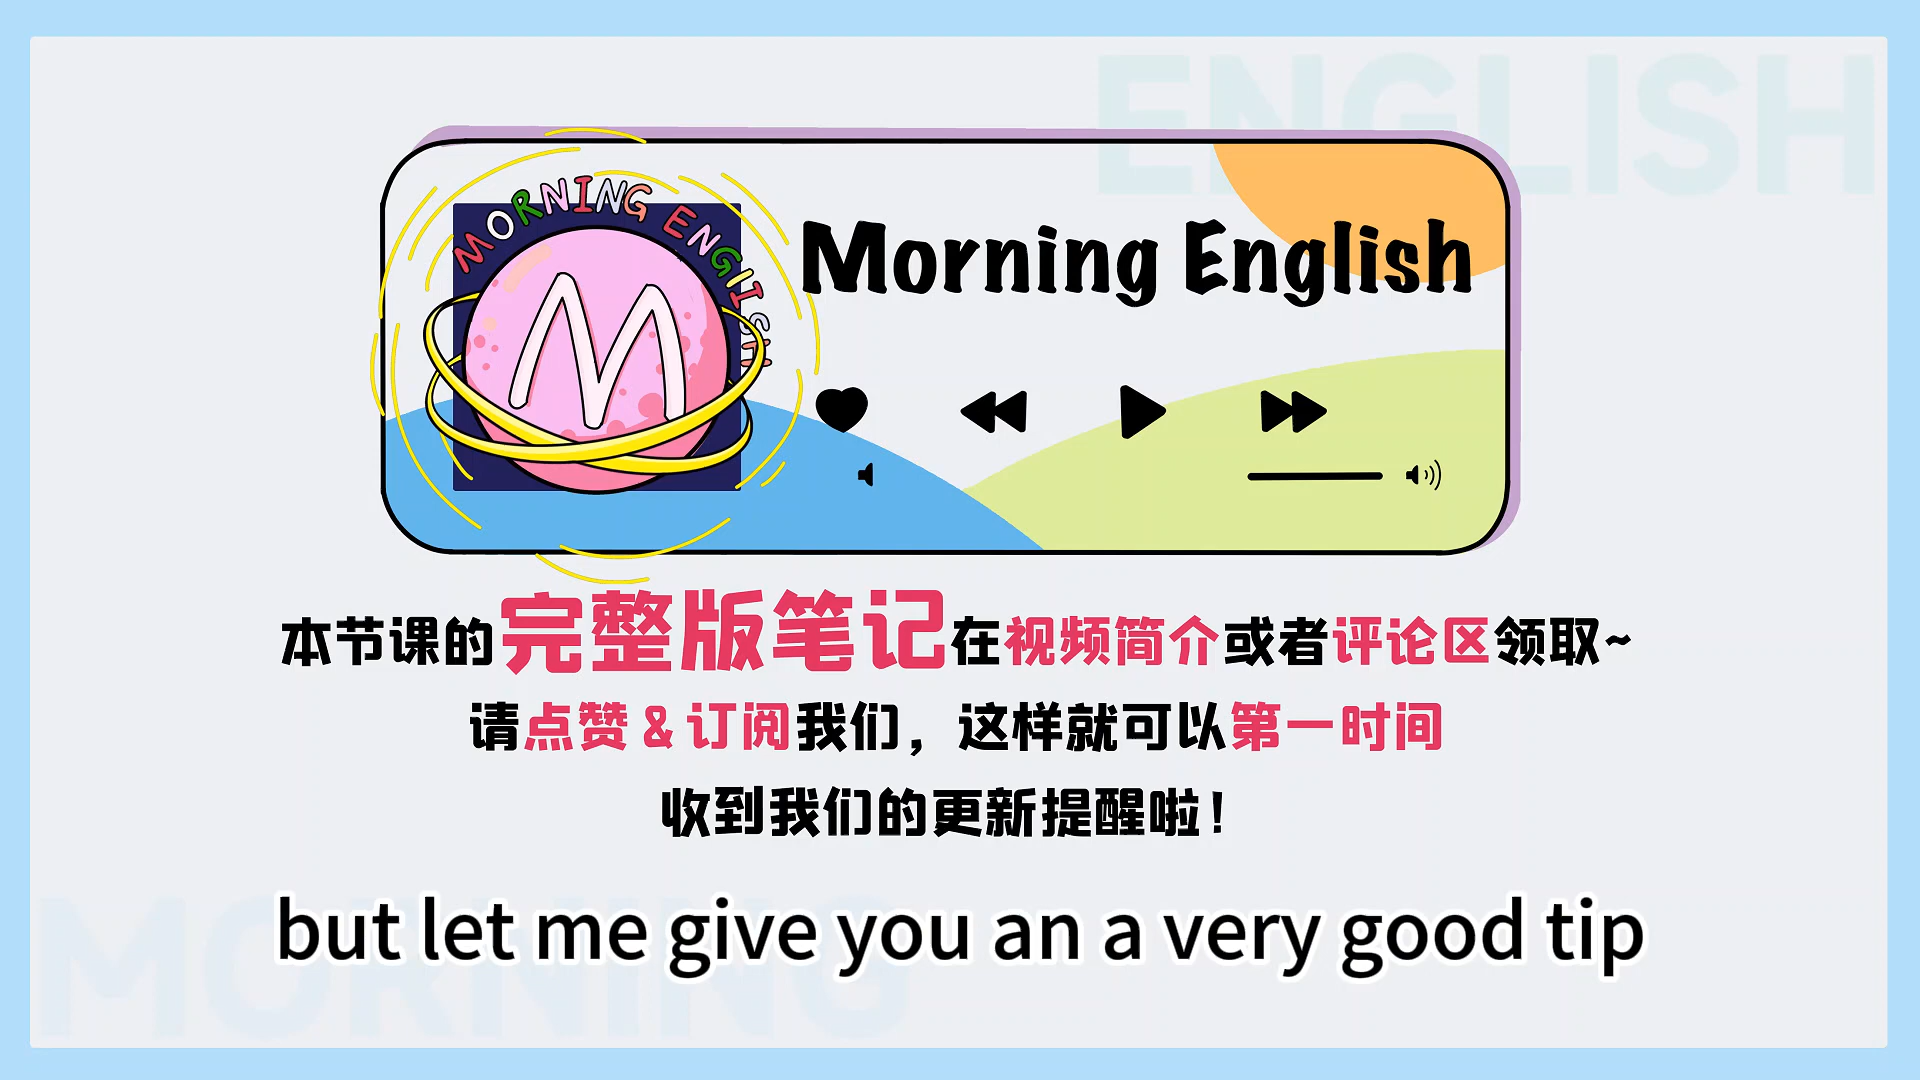 ENGLISH
MORNING ENGLISH
M
Morning English
本节课的完整版笔记在视频简介或者评论区领取~
请点赞&订阅我们，这样就可以第一时间
收到我们的更新提醒啦！
MORNING
but let me give you an a very good tip